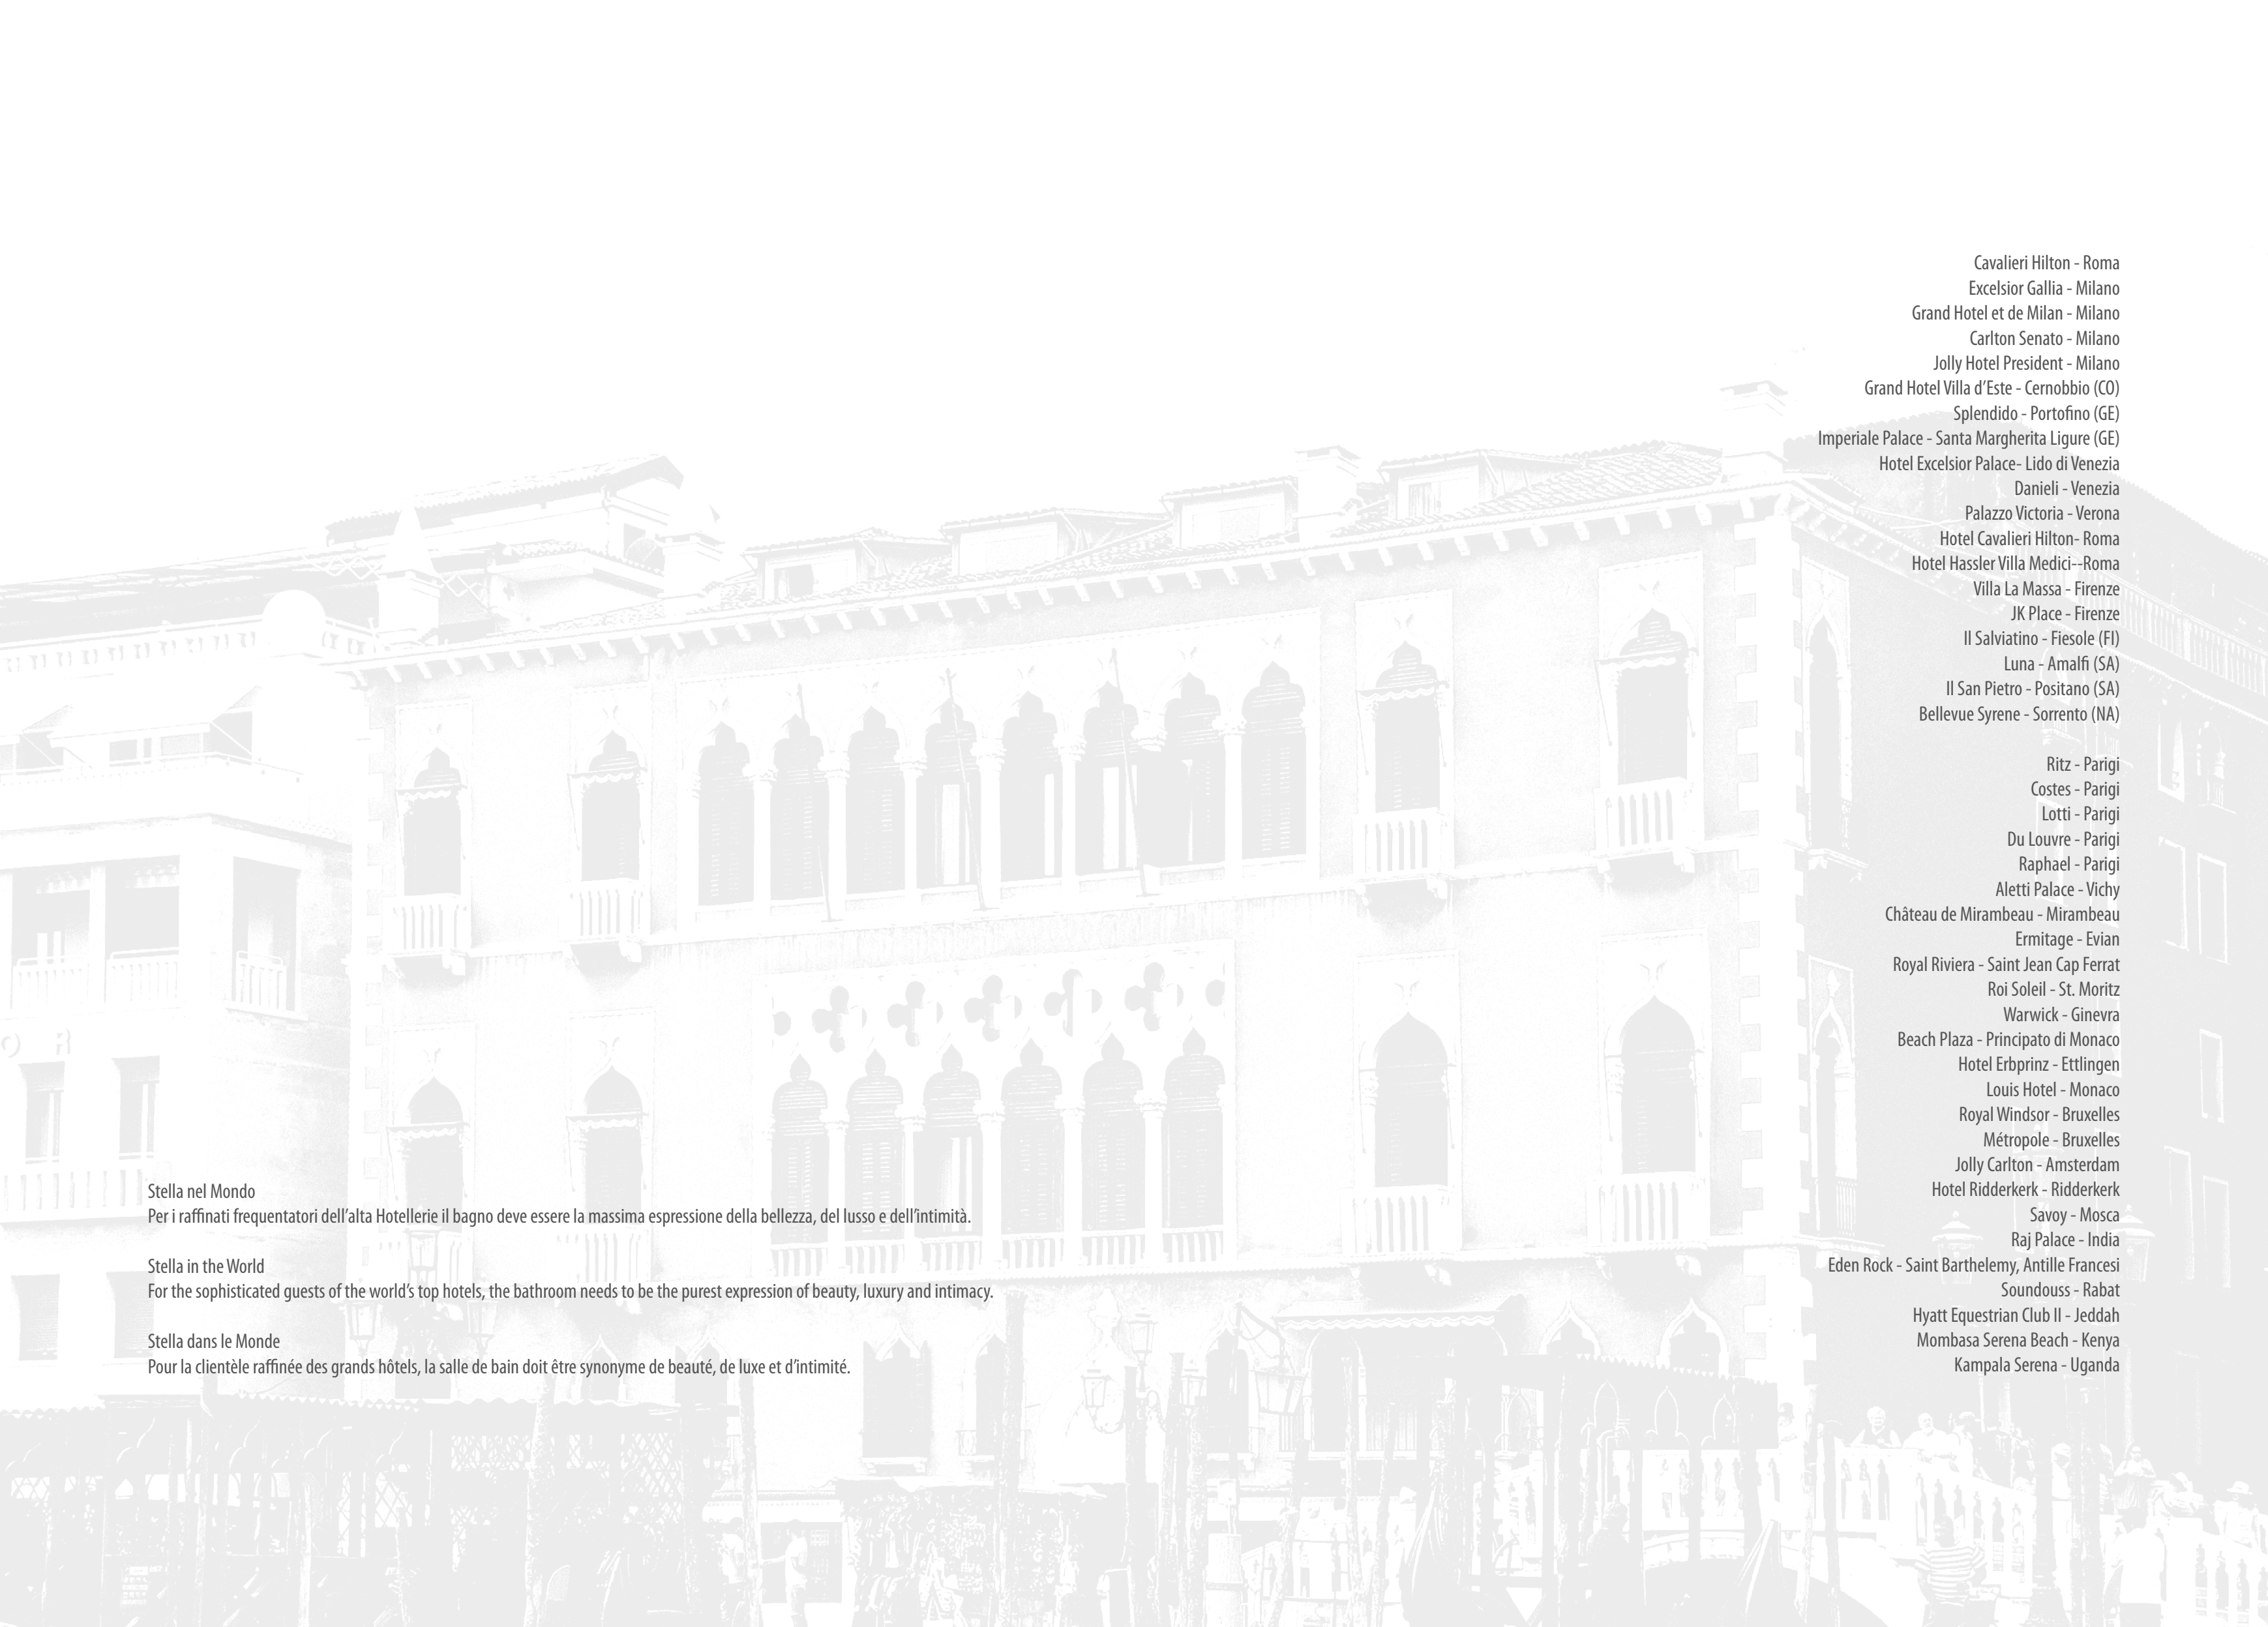 Cavalieri Hilton - Roma
Excelsior Gallia - Milano
Grand Hotel et de Milan - Milano
Carlton Senato - Milano
Jolly Hotel President - Milano
Grand Hotel Villa d’Este - Cernobbio (CO)
Splendido - Portofino (GE)
Imperiale Palace - Santa Margherita Ligure (GE)
Hotel Excelsior Palace- Lido di Venezia
Danieli - Venezia
Palazzo Victoria - Verona
Hotel Cavalieri Hilton- Roma
Hotel Hassler Villa Medici--Roma
Villa La Massa - Firenze
JK Place - Firenze
Il Salviatino - Fiesole (FI)
Luna - Amalfi (SA)
Il San Pietro - Positano (SA)
Bellevue Syrene - Sorrento (NA)
Ritz - Parigi
Costes - Parigi
Lotti - Parigi
Du Louvre - Parigi
Raphael - Parigi
Aletti Palace - Vichy
Château de Mirambeau - Mirambeau
Ermitage - Evian
Royal Riviera - Saint Jean Cap Ferrat
Roi Soleil - St. Moritz
Warwick - Ginevra
Beach Plaza - Principato di Monaco
Hotel Erbprinz - Ettlingen
Louis Hotel - Monaco
Royal Windsor - Bruxelles
Métropole - Bruxelles
Jolly Carlton - Amsterdam
Hotel Ridderkerk - Ridderkerk
Savoy - Mosca
Raj Palace - India
Eden Rock - Saint Barthelemy, Antille Francesi
Soundouss - Rabat
Hyatt Equestrian Club II - Jeddah
Mombasa Serena Beach - Kenya
Kampala Serena - Uganda
Stella nel Mondo
Per i raffinati frequentatori dell’alta Hotellerie il bagno deve essere la massima espressione della bellezza, del lusso e dell’intimità.
Stella in the World
For the sophisticated guests of the world’s top hotels, the bathroom needs to be the purest expression of beauty, luxury and intimacy.
Stella dans le Monde
Pour la clientèle raffinée des grands hôtels, la salle de bain doit être synonyme de beauté, de luxe et d’intimité.